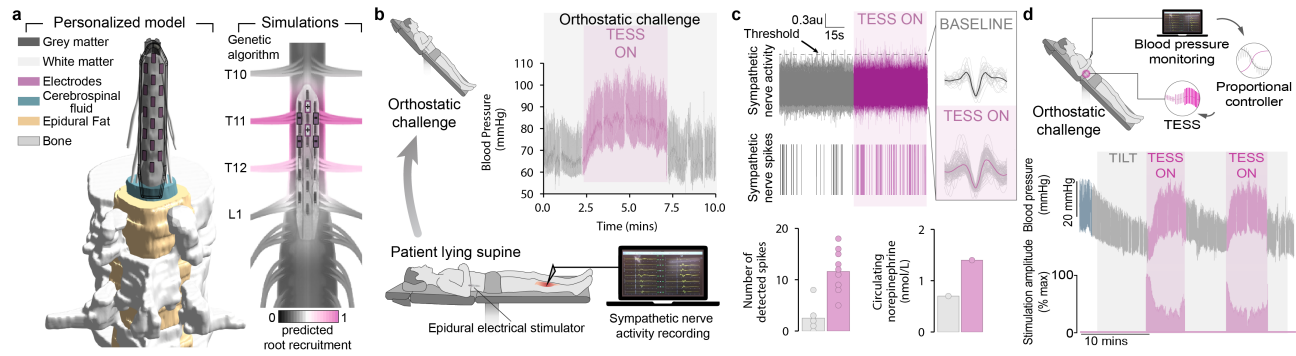 a
Personalized model
Grey matter
White matter
Electrodes
Cerebrospinal
fluid
Epidural Fat
Bone
Simulations
Genetic
algorithm
T10
T11
T12
L1
0
1
predicted
root recruitment
b
Orthostatic
challenge
Orthostatic challenge
TESS
ON
Blood Pressure
(mmHg)
110
100
90
80
70
60
50
0.0
2.5
5.0
7.5
10.0
Time (mins)
Patient lying supine
Epidural electrical stimulator
Sympathetic nerve
activity recording
c
0.3au
15s
TESS ON
Threshold
Sympathetic
nerve activity
Sympathetic
nerve spikes
BASELINE
TESS ON
Number of
detected spikes
20
10
0
Circulating
norepinephrine
(nmol/L)
2
1
0
d
Blood pressure
monitoring
Proportional
controller
TESS
Orthostatic
challenge
TILT
TESS
ON
TESS
ON
Blood pressure
(mmHg)
20 mmHg
Stimulation amplitude
(% max)
100
0
10 mins